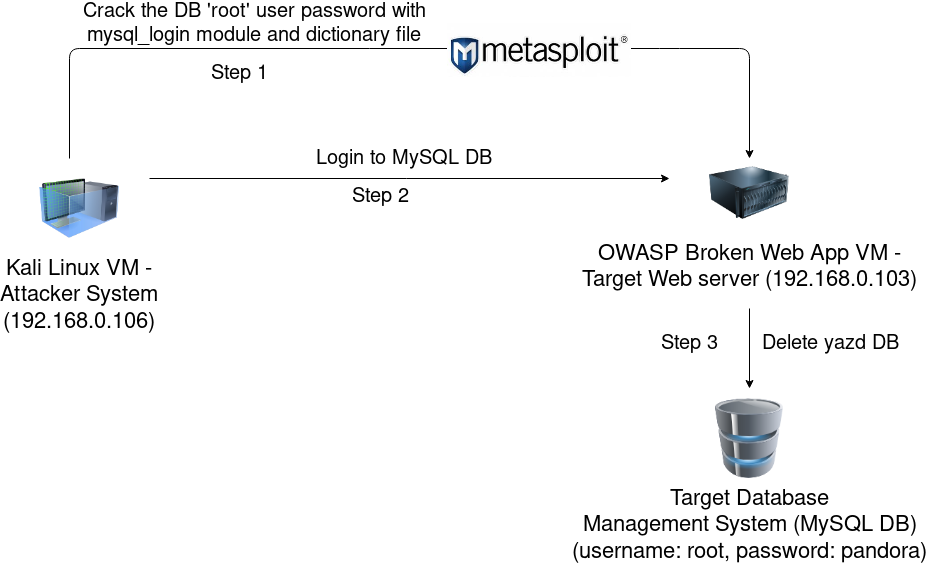 Crack the DB 'root' user password with
mysql_login module and dictionary file
metasploit®
Step 1
Login to MySQL DB
Step 2
Kali Linux VM -
Attacker System
(192.168.0.106)
OWASP Broken Web App VM -
Target Web server (192.168.0.103)
Step 3
Delete yazd DB
Target Database
Management System (MySQL DB)
(username: root, password: pandora)